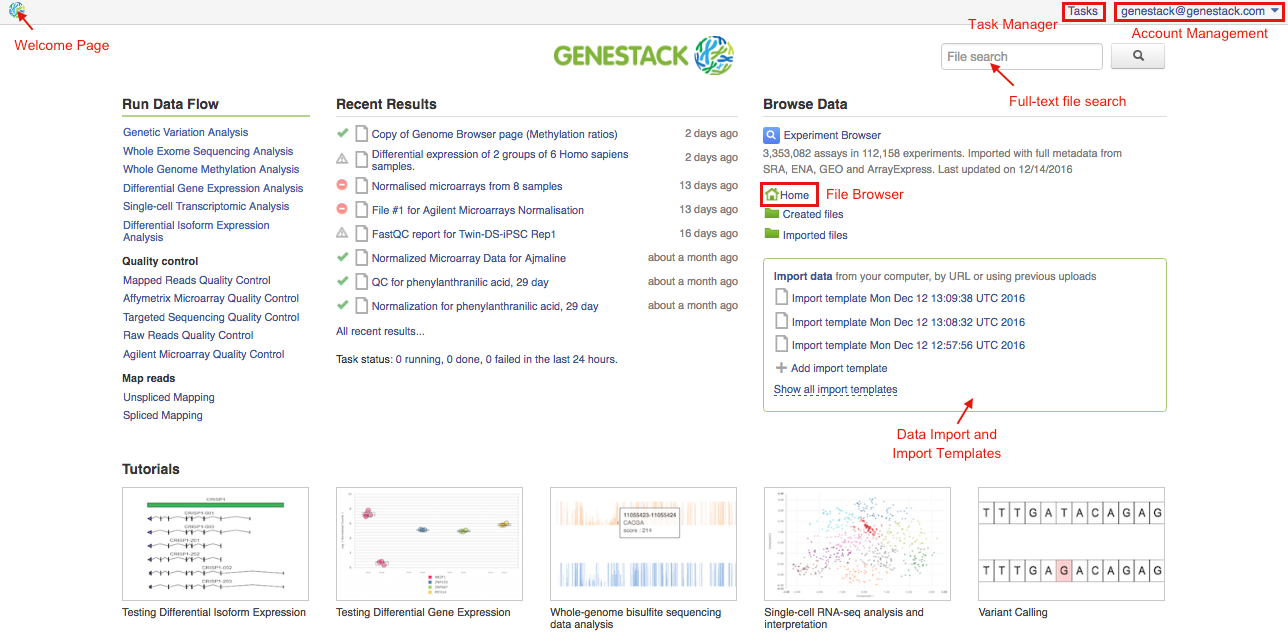 Tasks
genestack@genestack.com
Welcome Page
Task Manager
Account Management
GENESTACK
File search
Full-text file search
Run Data Flow
Genetic Variation Analysis
Whole Exome Sequencing Analysis
Whole Genome Methylation Analysis
Differential Gene Expression Analysis
Single-cell Transcriptomic Analysis
Differential Isoform Expression
Analysis
Quality control
Mapped Reads Quality Control
Affymetrix Microarray Quality Control
Targeted Sequencing Quality Control
Raw Reads Quality Control
Agilent Microarray Quality Control
Map reads
Unspliced Mapping
Spliced Mapping
Recent Results
Copy of Genome Browser page (Methylation ratios) 2 days ago
Differential expression of 2 groups of 6 Homo sapiens 2 days ago
samples.
Normalised microarrays from 8 samples 13 days ago
File #1 for Agilent Microarrays Normalisation 13 days ago
FastQC report for Twin-DS-iPSC Rep1 16 days ago
Normalized Microarray Data for Ajmaline about a month ago
QC for phenylanthranilic acid, 29 day about a month ago
Normalization for phenylanthranilic acid, 29 day about a month ago
All recent results...
Task status: 0 running, 0 done, 0 failed in the last 24 hours.
Browse Data
Experiment Browser
3,353,082 assays in 112,158 experiments. Imported with full metadata from
SRA, ENA, GEO and ArrayExpress. Last updated on 12/14/2016
Home
File Browser
Created files
Imported files
Import data from your computer, by URL or using previous uploads
Import template Mon Dec 12 13:09:38 UTC 2016
Import template Mon Dec 12 13:08:32 UTC 2016
Import template Mon Dec 12 12:57:56 UTC 2016
Add import template
Show all import templates
Data Import and
Import Templates
Tutorials
CRISP1
CRISP1-001
CRISP1-003
CRISP1-201
CRISP1-202
CRISP1-002
CRISP1-203
Testing Differential Isoform Expression
Testing Differential Gene Expression
11055423-11055424
CACGA
score : 214
Whole-genome bisulfite sequencing
data analysis
Single-cell RNA-seq analysis and
interpretation
T T T G A T A C A G A G
T T T G A G A C A G A G
Variant Calling